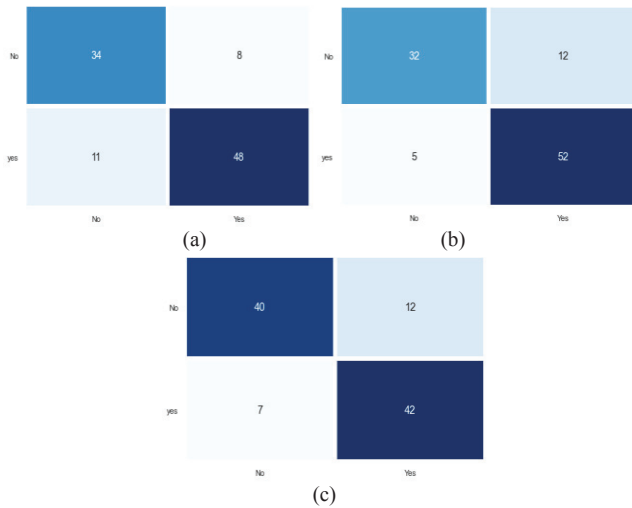 No 34 8
yes 11 48
No Yes
(a)
No 32 12
yes 5 52
No Yes
(b)
No 40 12
yes 7 42
No Yes
(c)